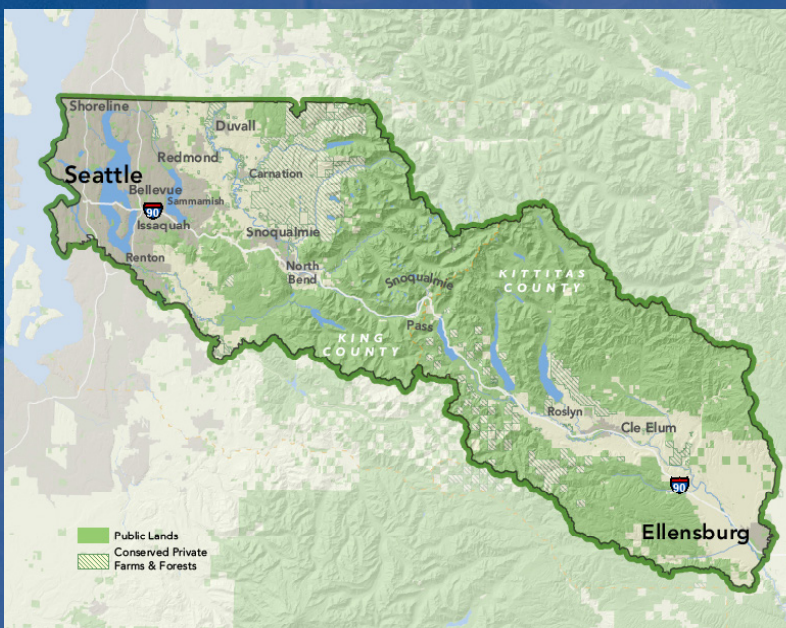 Shoreline
Duvall
Redmond
Seattle
Carnation
Bellevue
Sammamish
90
Issaquah
Snoqualmie
Renton
North
Bend
Snoqualmie
Pass
KITTITAS
COUNTY
KING
COUNTY
Roslyn
Cle Elum
90
Ellensburg
Public Lands
Conserved Private
Farms & Forests